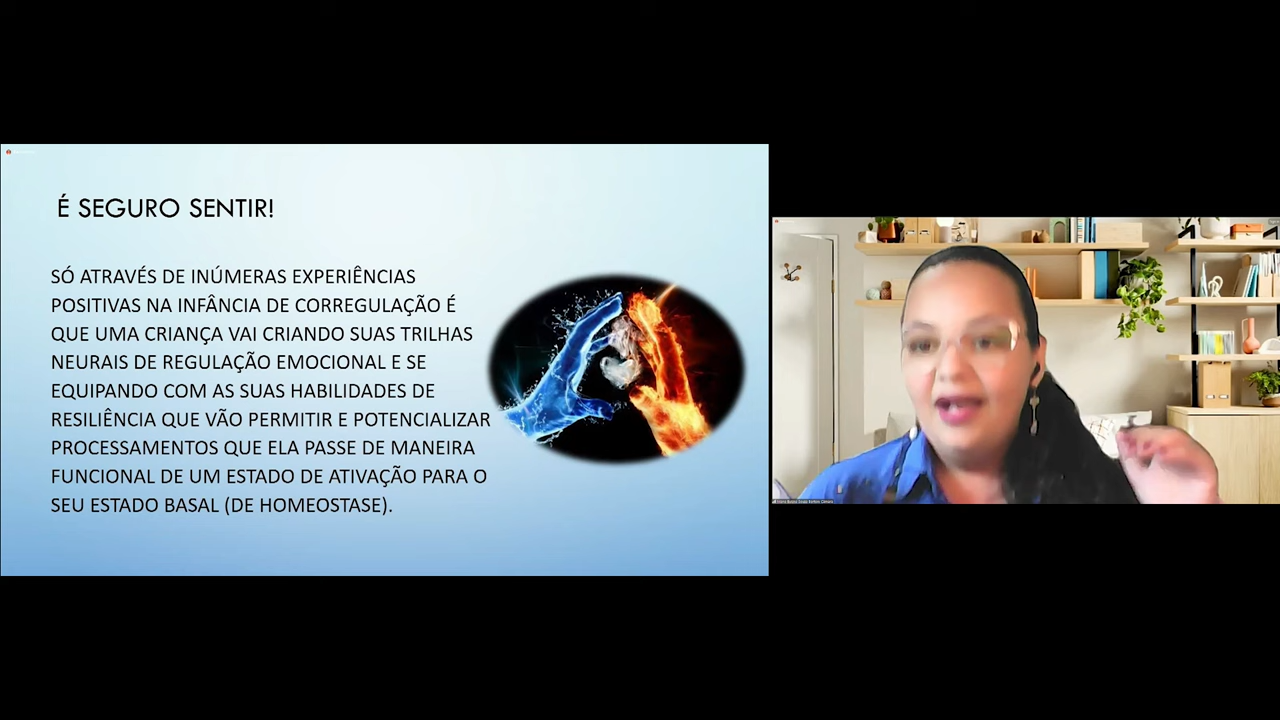 É SEGURO SENTIR!
SÓ ATRAVÉS DE INÚMERAS EXPERIÊNCIAS
POSITIVAS NA INFÂNCIA DE CORREGULAÇÃO É
QUE UMA CRIANÇA VAI CRIANDO SUAS TRILHAS
NEURAIS DE REGULAÇÃO EMOCIONAL E SE
EQUIPANDO COM AS SUAS HABILIDADES DE
RESILIÊNCIA QUE VÃO PERMITIR E POTENCIALIZAR
PROCESSAMENTOS QUE ELA PASSE DE MANEIRA
FUNCIONAL DE UM ESTADO DE ATIVAÇÃO PARA O
SEU ESTADO BASAL (DE HOMEOSTASE).